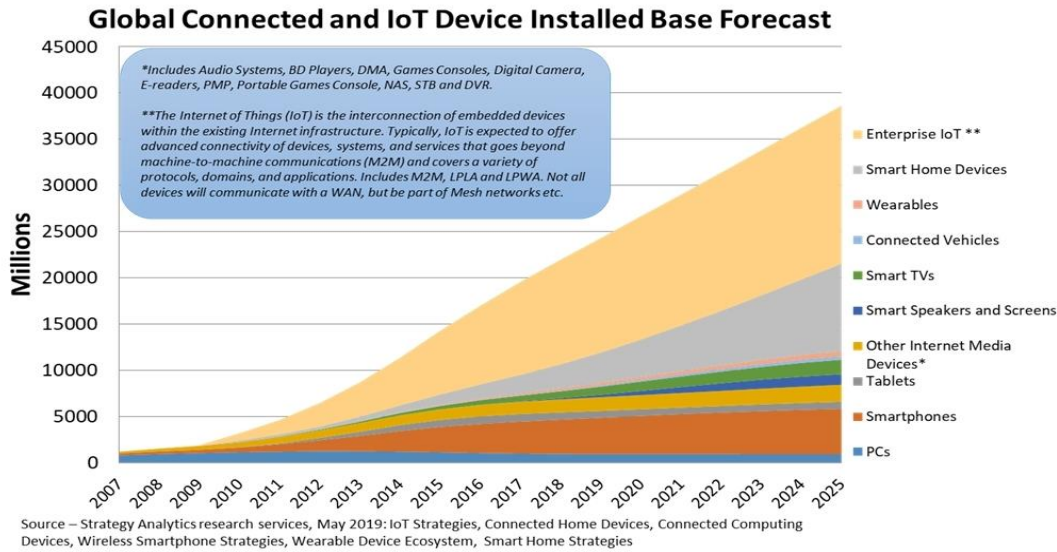 Global Connected and IoT Device Installed Base Forecast
45000
40000
35000
30000
25000
20000
15000
10000
5000
0
Millions
*Includes Audio Systems, BD Players, DMA, Games Consoles, Digital Camera,
E-readers, PMP, Portable Games Console, NAS, STB and DVR.
**The Internet of Things (IoT) is the interconnection of embedded devices
within the existing Internet infrastructure. Typically, IoT is expected to offer
advanced connectivity of devices, systems, and services that goes beyond
machine-to-machine communications (M2M) and covers a variety of
protocols, domains, and applications. Includes M2M, LPLA and LPWA. Not all
devices will communicate with a WAN, but be part of Mesh networks etc.
Enterprise IoT **
Smart Home Devices
Wearables
Connected Vehicles
Smart TVs
Smart Speakers and Screens
Other Internet Media
Devices*
Tablets
Smartphones
PCs
2007
2008
2009
2010
2011
2012
2013
2014
2015
2016
2017
2018
2019
2020
2021
2022
2023
2024
2025
Source – Strategy Analytics research services, May 2019: IoT Strategies, Connected Home Devices, Connected Computing
Devices, Wireless Smartphone Strategies, Wearable Device Ecosystem, Smart Home Strategies